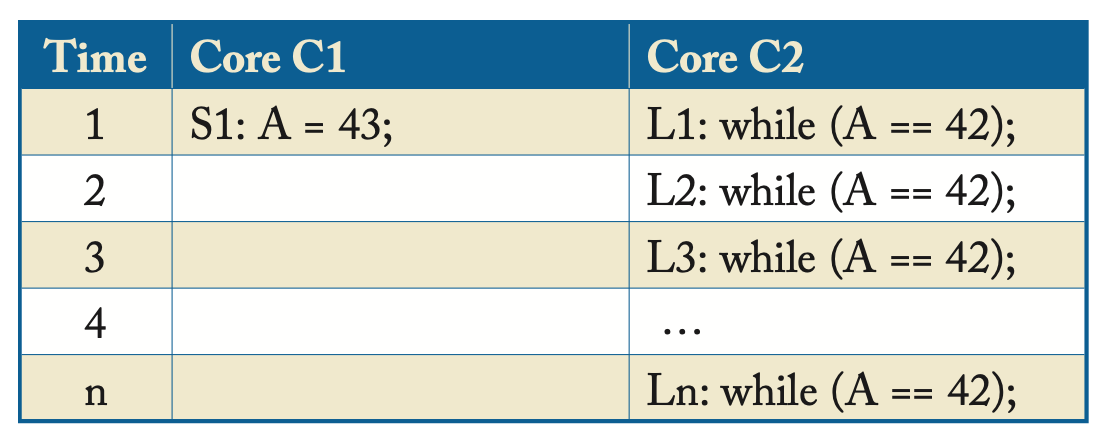 Time Core C1 Core C2
1 S1: A = 43; L1: while (A == 42);
2 L2: while (A == 42);
3 L3: while (A == 42);
4 …
n Ln: while (A == 42);